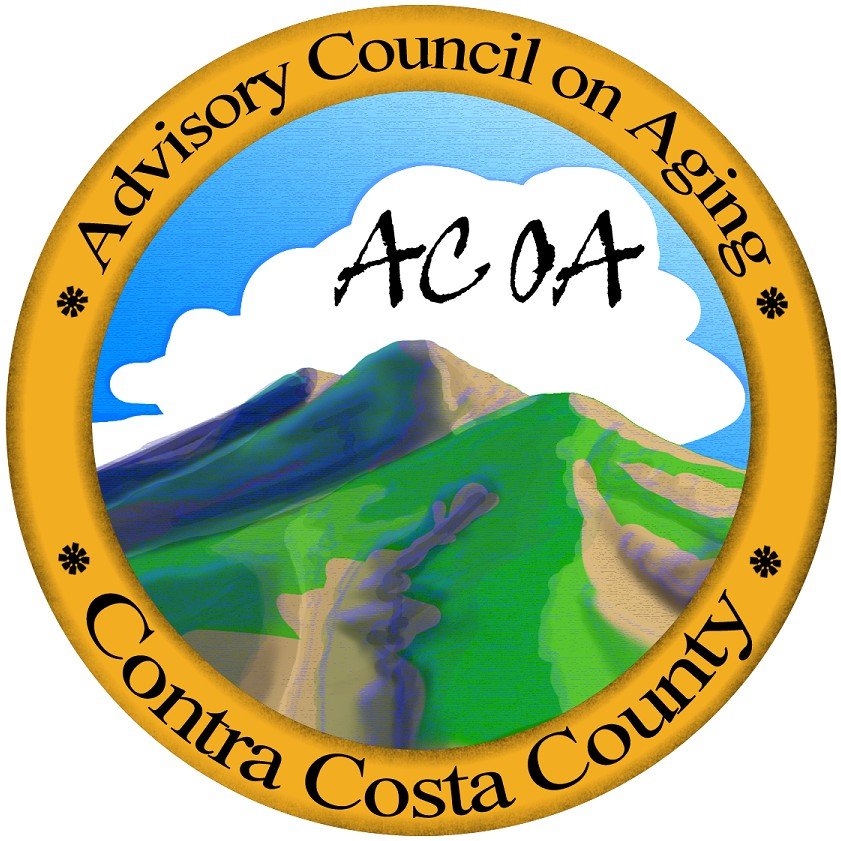 Advisory Council on Aging
ACOA
Contra Costa County